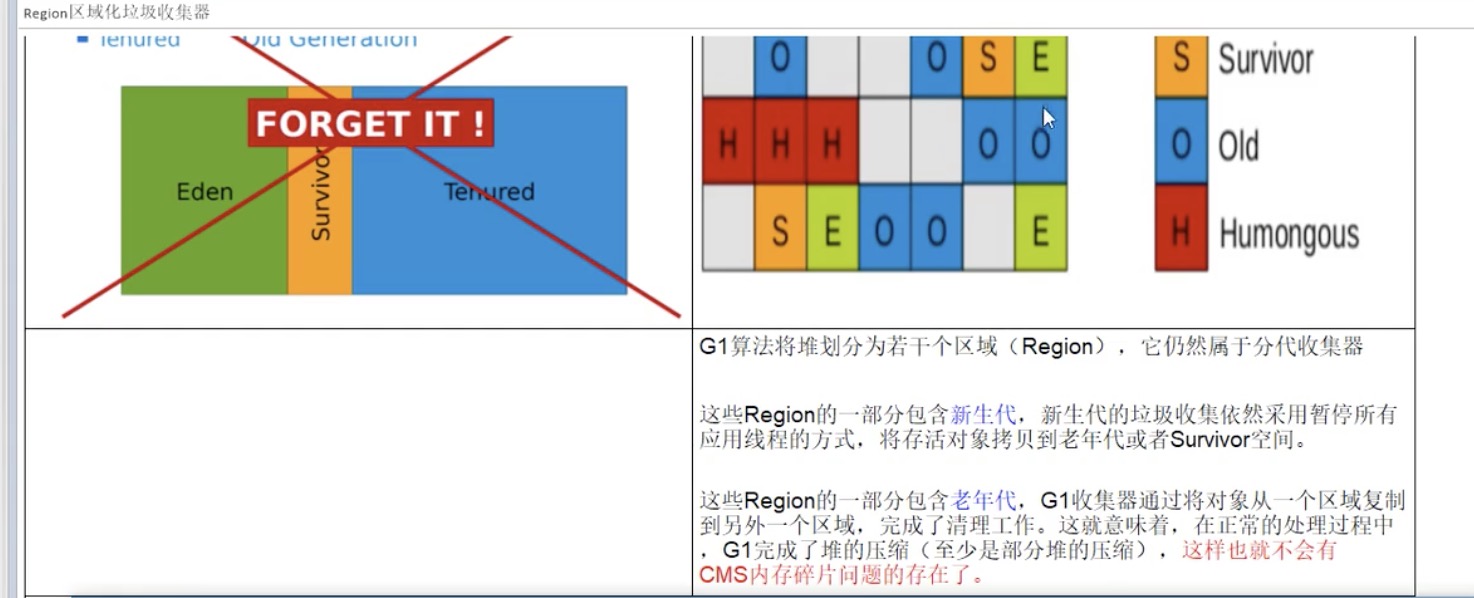 Region区域化垃圾收集器
Tenured Old Generation
FORGET IT !
Eden
Survivor
Tenured
O O S E
H H H O O
S E O O E
S Survivor
O Old
H Humongous
G1算法将堆划分为若干个区域（Region），它仍然属于分代收集器
这些Region的一部分包含新生代，新生代的垃圾收集依然采用暂停所有
应用线程的方式，将存活对象拷贝到老年代或者Survivor空间。
这些Region的一部分包含老年代，G1收集器通过将对象从一个区域复制
到另外一个区域，完成了清理工作。这就意味着，在正常的处理过程中
，G1完成了堆的压缩（至少是部分堆的压缩），这样也就不会有
CMS内存碎片问题的存在了。